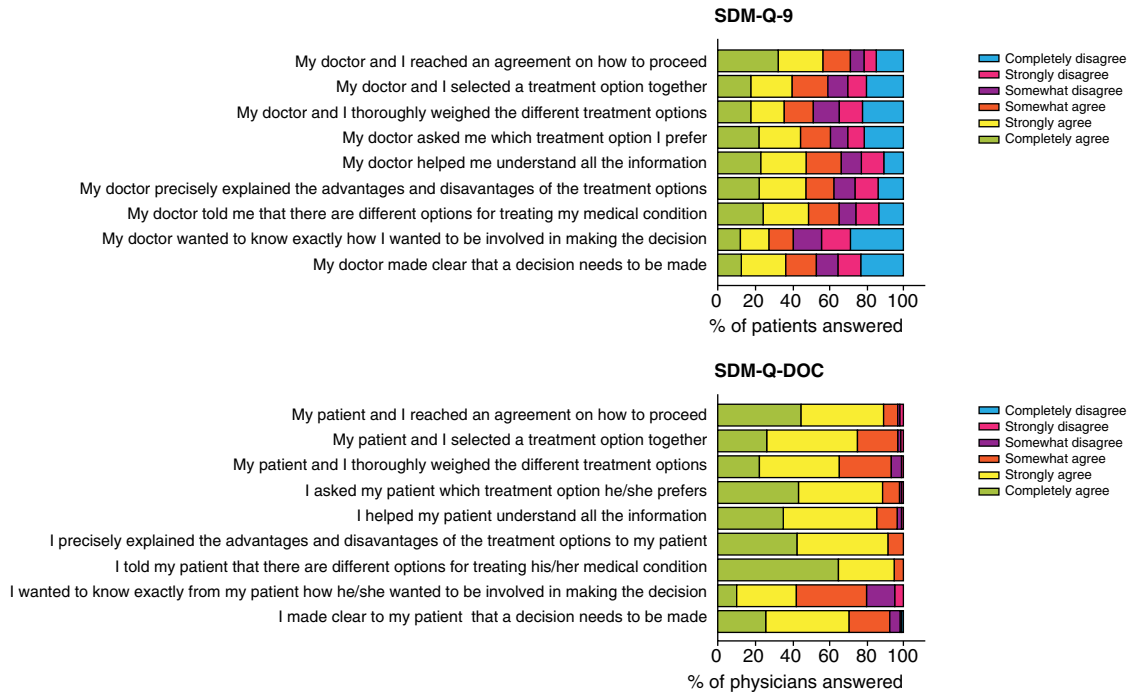 SDM-Q-9
My doctor and I reached an agreement on how to proceed
My doctor and I selected a treatment option together
My doctor and I thoroughly weighed the different treatment options
My doctor asked me which treatment option I prefer
My doctor helped me understand all the information
My doctor precisely explained the advantages and disavantages of the treatment options
My doctor told me that there are different options for treating my medical condition
My doctor wanted to know exactly how I wanted to be involved in making the decision
My doctor made clear that a decision needs to be made
0 20 40 60 80 100
% of patients answered
Completely disagree
Strongly disagree
Somewhat disagree
Somewhat agree
Strongly agree
Completely agree
SDM-Q-DOC
My patient and I reached an agreement on how to proceed
My patient and I selected a treatment option together
My patient and I thoroughly weighed the different treatment options
I asked my patient which treatment option he/she prefers
I helped my patient understand all the information
I precisely explained the advantages and disavantages of the treatment options to my patient
I told my patient that there are different options for treating his/her medical condition
I wanted to know exactly from my patient how he/she wanted to be involved in making the decision
I made clear to my patient that a decision needs to be made
0 20 40 60 80 100
% of physicians answered
Completely disagree
Strongly disagree
Somewhat disagree
Somewhat agree
Strongly agree
Completely agree